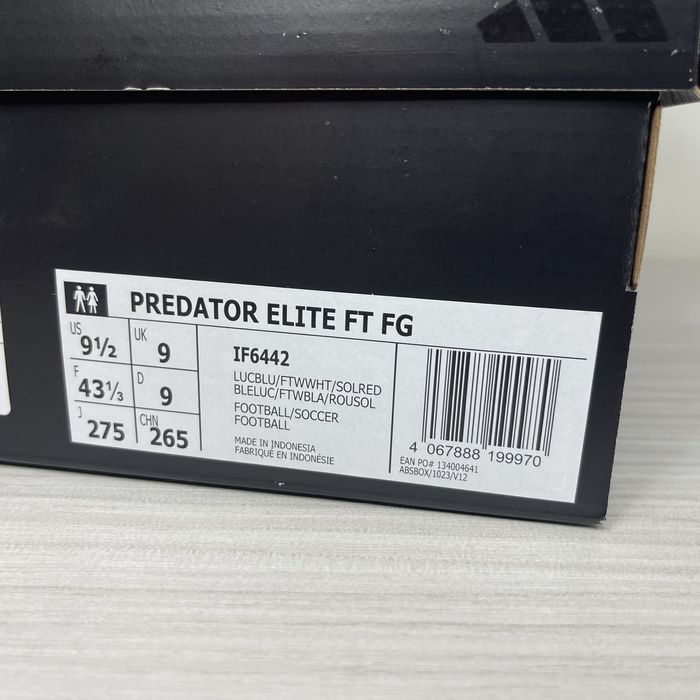 PREDATOR ELITE FT FG
US 9½ UK 9
F 43⅓ D 9
J 275 CHN 265
IF6442
LUCBLU/FTWWHT/SOLRED
BLELUC/FTWBLA/ROUSOL
FOOTBALL/SOCCER
FOOTBALL
MADE IN INDONESIA
FABRIQUÉ EN INDONÉSIE
4 067888 199970
EAN PO# 134004641
ABSBOX/1023/V12